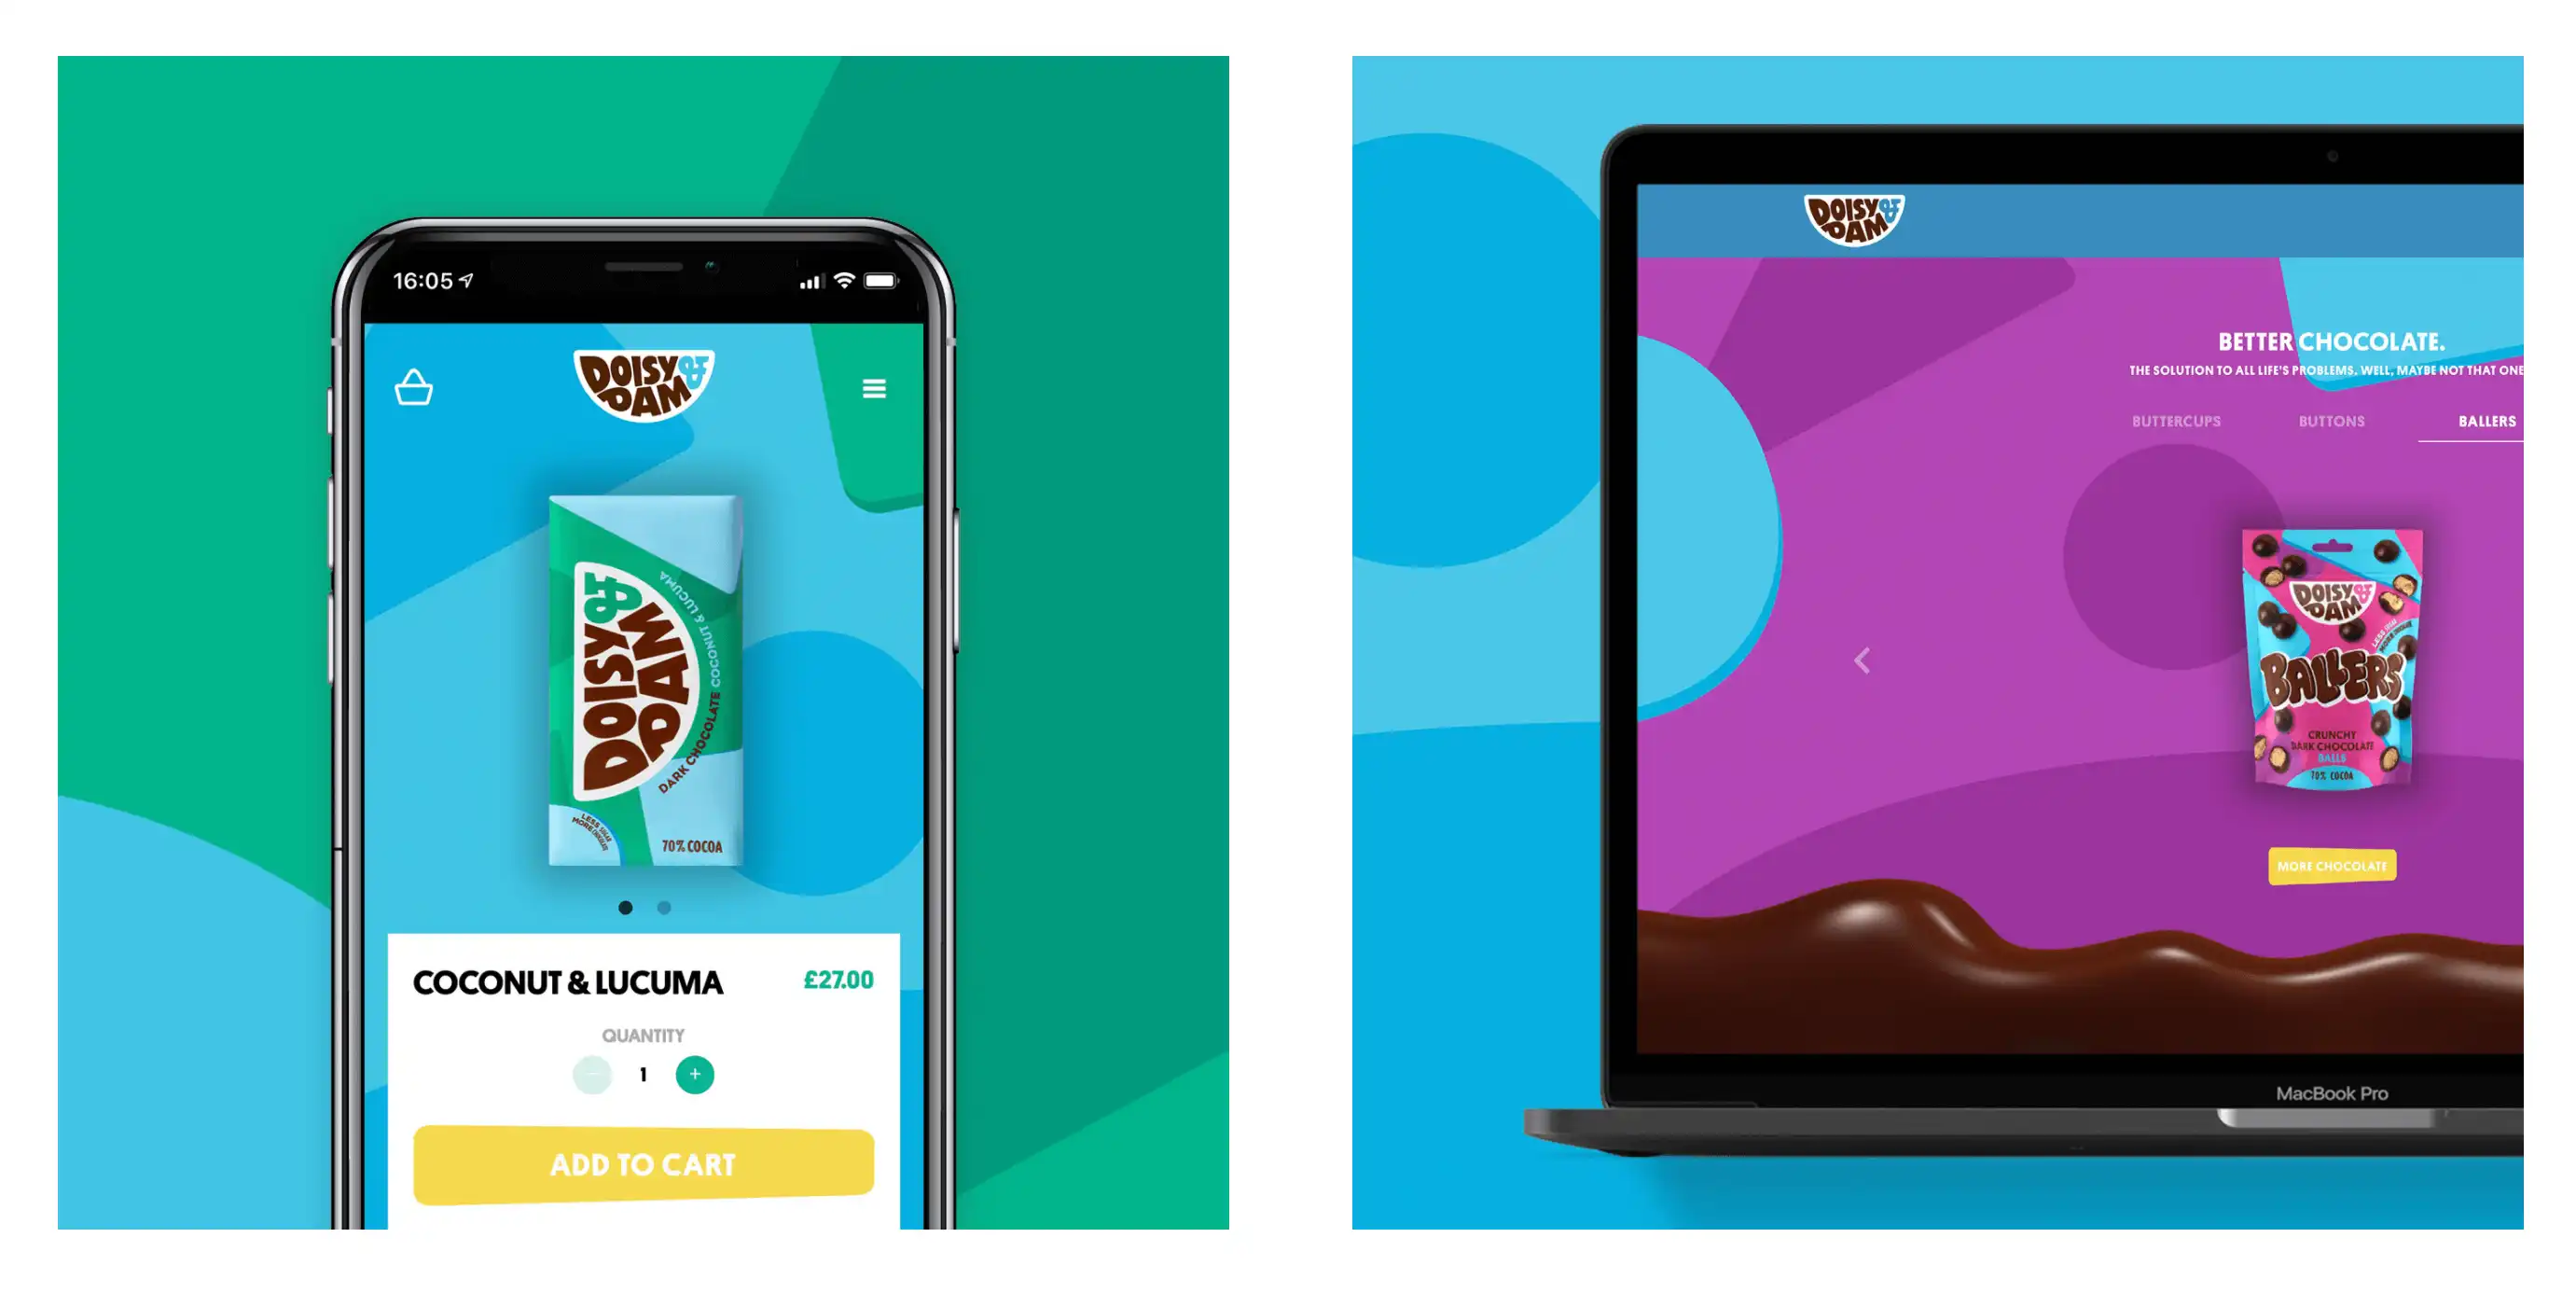 16:05
DOISY &
DAM
DOISY &
DAM
DARK CHOCOLATE COCONUT & LUCUMA
LESS SUGAR
MORE CHOCOLATE
70% COCOA
COCONUT & LUCUMA
£27.00
QUANTITY
1
ADD TO CART
DOISY &
DAM
BETTER CHOCOLATE.
THE SOLUTION TO ALL LIFE'S PROBLEMS. WELL, MAYBE NOT THAT ONE
BUTTERCUPS
BUTTONS
BALLERS
DOISY &
DAM
BALLERS
CRUNCHY
DARK CHOCOLATE
BALLS
70% COCOA
MORE CHOCOLATE
MacBook Pro